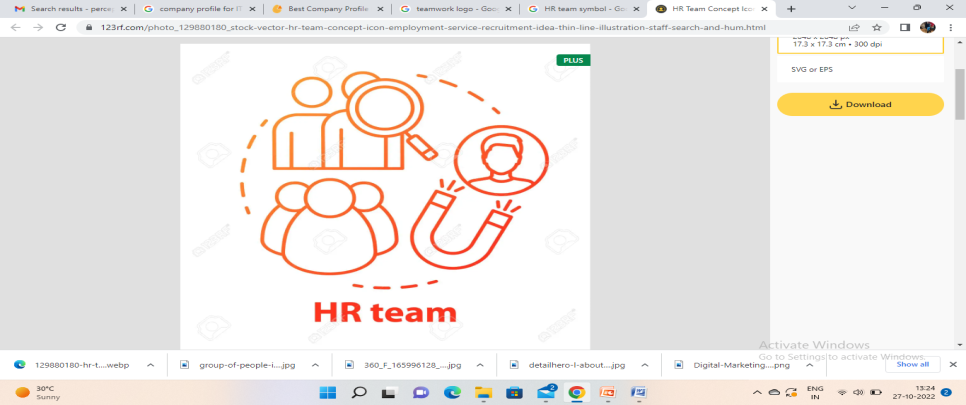 Search results - percep
company profile for IT
Best Company Profile
teamwork logo - Goo
HR team symbol - Goo
HR Team Concept Ico
123rf.com/photo_129880180_stock-vector-hr-team-concept-icon-employment-service-recruitment-idea-thin-line-illustration-staff-search-and-hum.html
PLUS
17.3 x 17.3 cm • 300 dpi
SVG or EPS
Download
HR team
Activate Windows
Go to Settings to activate Windows.
129880180-hr-t....webp
group-of-people-i....jpg
360_F_165996128_....jpg
detailhero-I-about....jpg
Digital-Marketing....png
Show all
30°C
Sunny
2
ENG
IN
13:24
27-10-2022
2